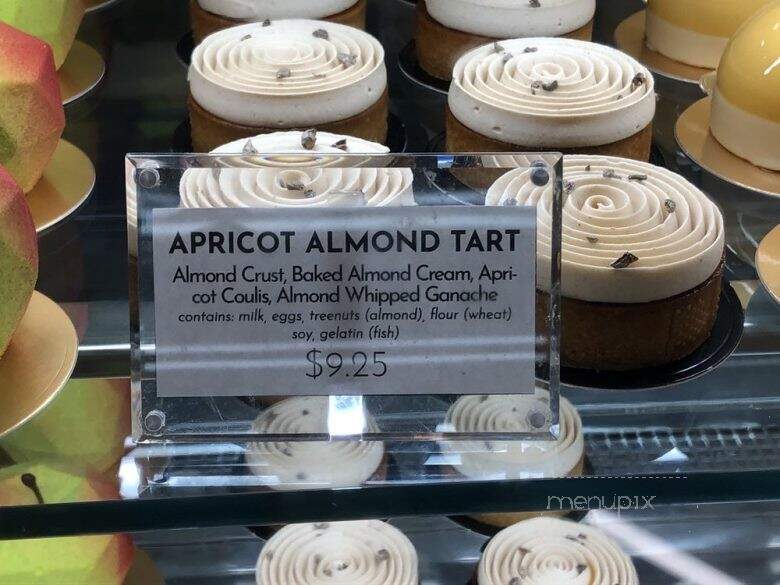 APRICOT ALMOND TART
Almond Crust, Baked Almond Cream, Apri-
cot Coulis, Almond Whipped Ganache
contains: milk, eggs, treenuts (almond), flour (wheat)
soy, gelatin (fish)
$9.25
menupix